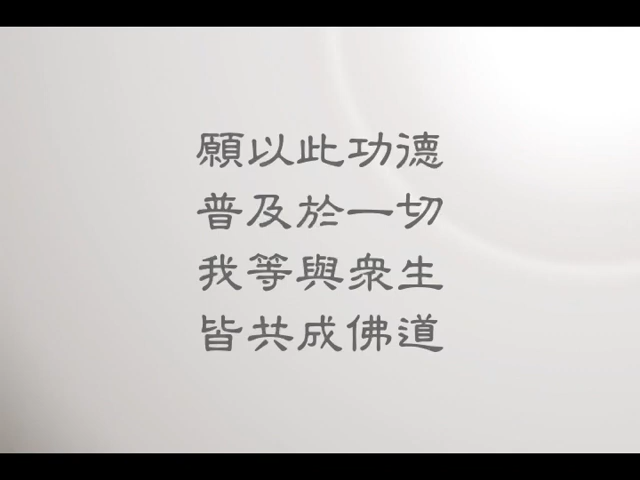 願以此功德
普及於一切
我等與衆生
皆共成佛道